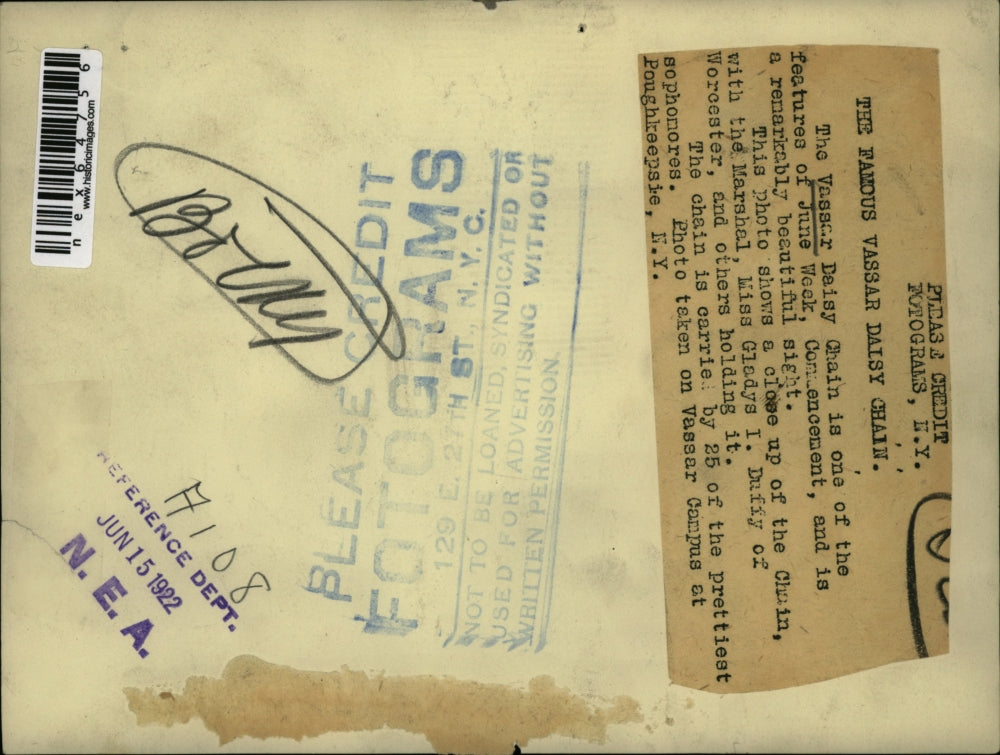 PLEASE CREDIT
FOTOGRAMS, N.Y.
THE FAMOUS VASSAR DAISY CHAIN.
The Vassar Daisy Chain is one of the
features of June Week, Commencement, and is
a remarkably beautiful sight.
This photo shows a close up of the Chain,
with the Marshal, Miss Gladys I. Duffy of
Worcester, and others holding it.
The chain is carried by 25 of the prettiest
sophomores. Photo taken on Vassar Campus at
Poughkeepsie, N.Y.
PLEASE CREDIT
FOTOGRAMS
129 E. 27TH ST., N. Y. C.
NOT TO BE LOANED, SYNDICATED OR
USED FOR ADVERTISING WITHOUT
WRITTEN PERMISSION.
A108
REFERENCE DEPT.
JUN 15 1922
N. E. A.
nex64756
www.historicimages.com